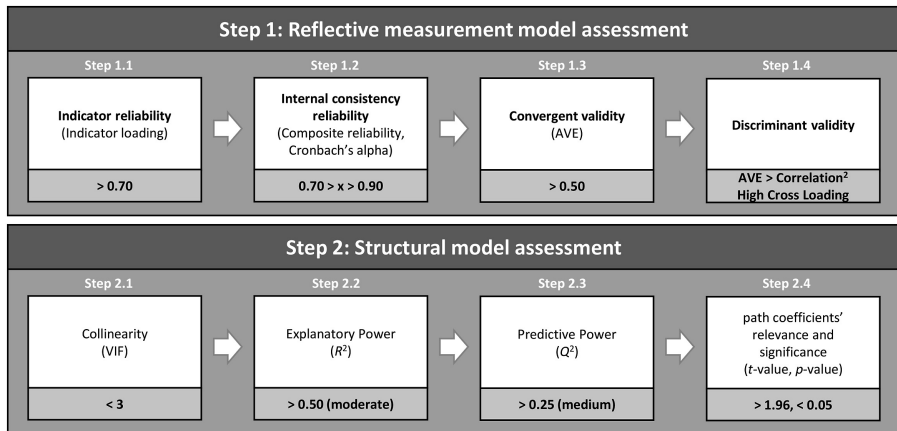 Step 1: Reflective measurement model assessment
Step 1.1
Indicator reliability
(Indicator loading)
> 0.70
Step 1.2
Internal consistency
reliability
(Composite reliability,
Cronbach's alpha)
0.70 > x > 0.90
Step 1.3
Convergent validity
(AVE)
> 0.50
Step 1.4
Discriminant validity
AVE > Correlation²
High Cross Loading
Step 2: Structural model assessment
Step 2.1
Collinearity
(VIF)
< 3
Step 2.2
Explanatory Power
(R²)
> 0.50 (moderate)
Step 2.3
Predictive Power
(Q²)
> 0.25 (medium)
Step 2.4
path coefficients'
relevance and
significance
(t-value, p-value)
> 1.96, < 0.05